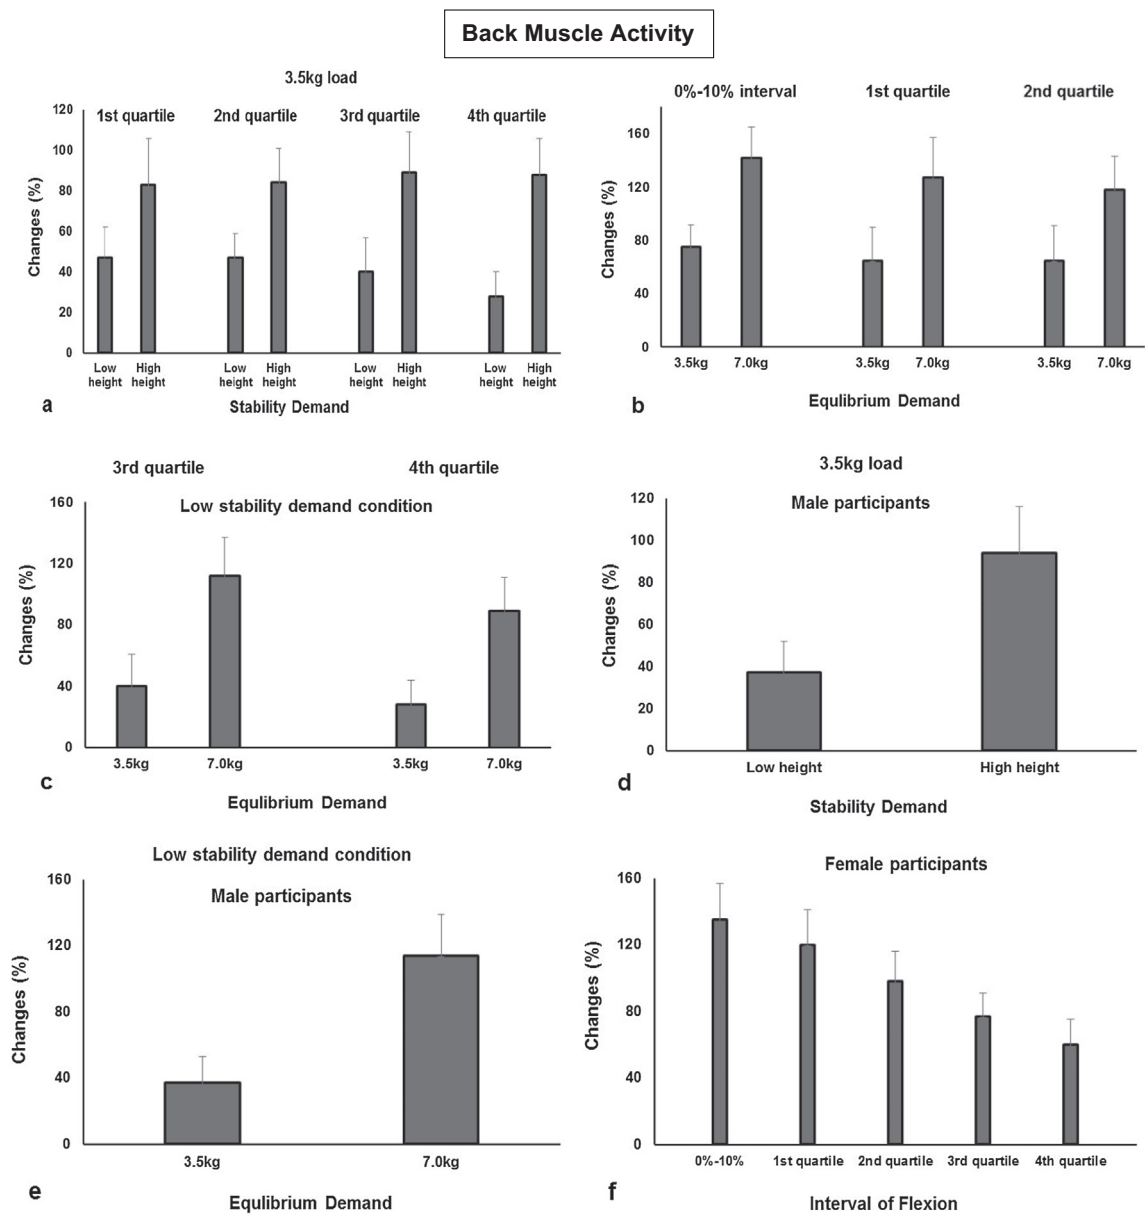 Back Muscle Activity
3.5kg load
1st quartile 2nd quartile 3rd quartile 4th quartile
120
100
80
60
40
20
0
Changes (%)
Low height High height Low height High height Low height High height Low height High height
a
Stability Demand
0%-10% interval 1st quartile 2nd quartile
160
120
80
40
0
Changes (%)
3.5kg 7.0kg 3.5kg 7.0kg 3.5kg 7.0kg
b
Equlibrium Demand
3rd quartile 4th quartile
Low stability demand condition
160
120
80
40
0
Changes (%)
3.5kg 7.0kg 3.5kg 7.0kg
c
Equlibrium Demand
3.5kg load
Male participants
120
100
80
60
40
20
0
Changes (%)
Low height High height
d
Stability Demand
Low stability demand condition
Male participants
160
120
80
40
0
Changes (%)
3.5kg 7.0kg
e
Equlibrium Demand
Female participants
160
120
80
40
0
Changes (%)
0%-10% 1st quartile 2nd quartile 3rd quartile 4th quartile
f
Interval of Flexion